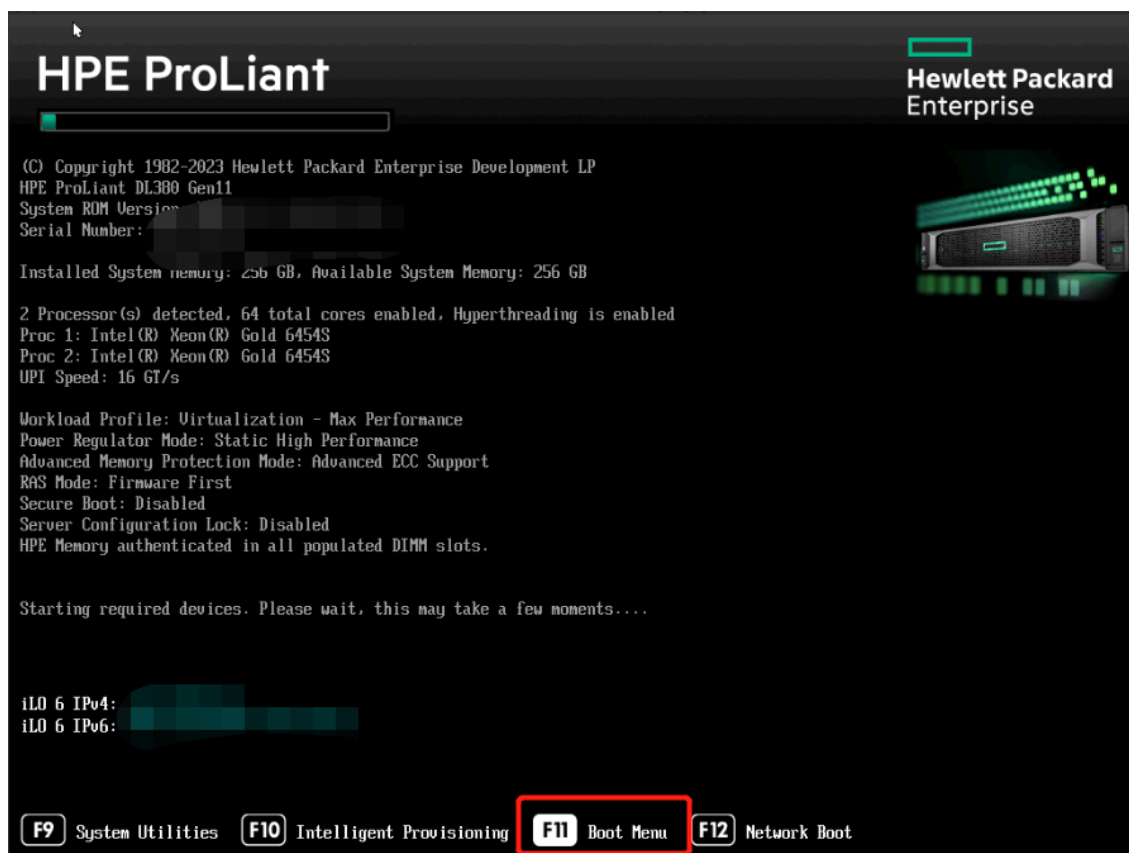 HPE ProLiant
Hewlett Packard
Enterprise
(C) Copyright 1982-2023 Hewlett Packard Enterprise Development LP
HPE ProLiant DL380 Gen11
System ROM Version
Serial Number:
Installed System Memory: 256 GB, Available System Memory: 256 GB
2 Processor(s) detected, 64 total cores enabled, Hyperthreading is enabled
Proc 1: Intel(R) Xeon(R) Gold 6454S
Proc 2: Intel(R) Xeon(R) Gold 6454S
UPI Speed: 16 GT/s
Workload Profile: Virtualization - Max Performance
Power Regulator Mode: Static High Performance
Advanced Memory Protection Mode: Advanced ECC Support
RAS Mode: Firmware First
Secure Boot: Disabled
Server Configuration Lock: Disabled
HPE Memory authenticated in all populated DIMM slots.
Starting required devices. Please wait, this may take a few moments....
iLO 6 IPv4:
iLO 6 IPv6:
F9 System Utilities F10 Intelligent Provisioning F11 Boot Menu F12 Network Boot